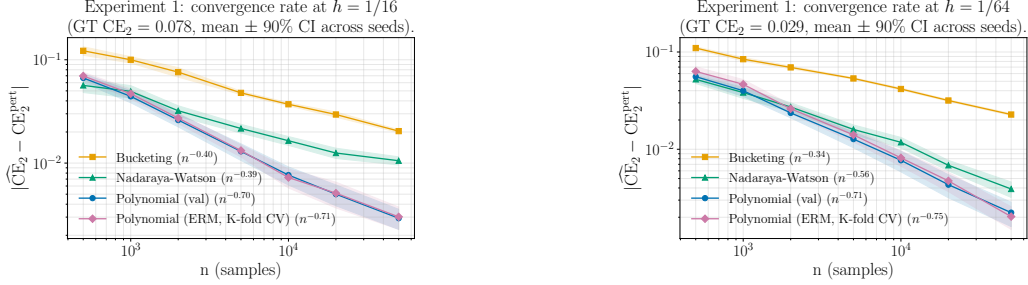 Experiment 1: convergence rate at h = 1/16
(GT CE₂ = 0.078, mean ± 90% CI across seeds).
10⁻¹
10⁻²
|ĈE₂ − CE₂^pert|
Bucketing (n⁻⁰·⁴⁰)
Nadaraya-Watson (n⁻⁰·³⁹)
Polynomial (val) (n⁻⁰·⁷⁰)
Polynomial (ERM, K-fold CV) (n⁻⁰·⁷¹)
10³
10⁴
n (samples)
Experiment 1: convergence rate at h = 1/64
(GT CE₂ = 0.029, mean ± 90% CI across seeds).
10⁻¹
10⁻²
|ĈE₂ − CE₂^pert|
Bucketing (n⁻⁰·³⁴)
Nadaraya-Watson (n⁻⁰·⁵⁶)
Polynomial (val) (n⁻⁰·⁷¹)
Polynomial (ERM, K-fold CV) (n⁻⁰·⁷⁵)
10³
10⁴
n (samples)